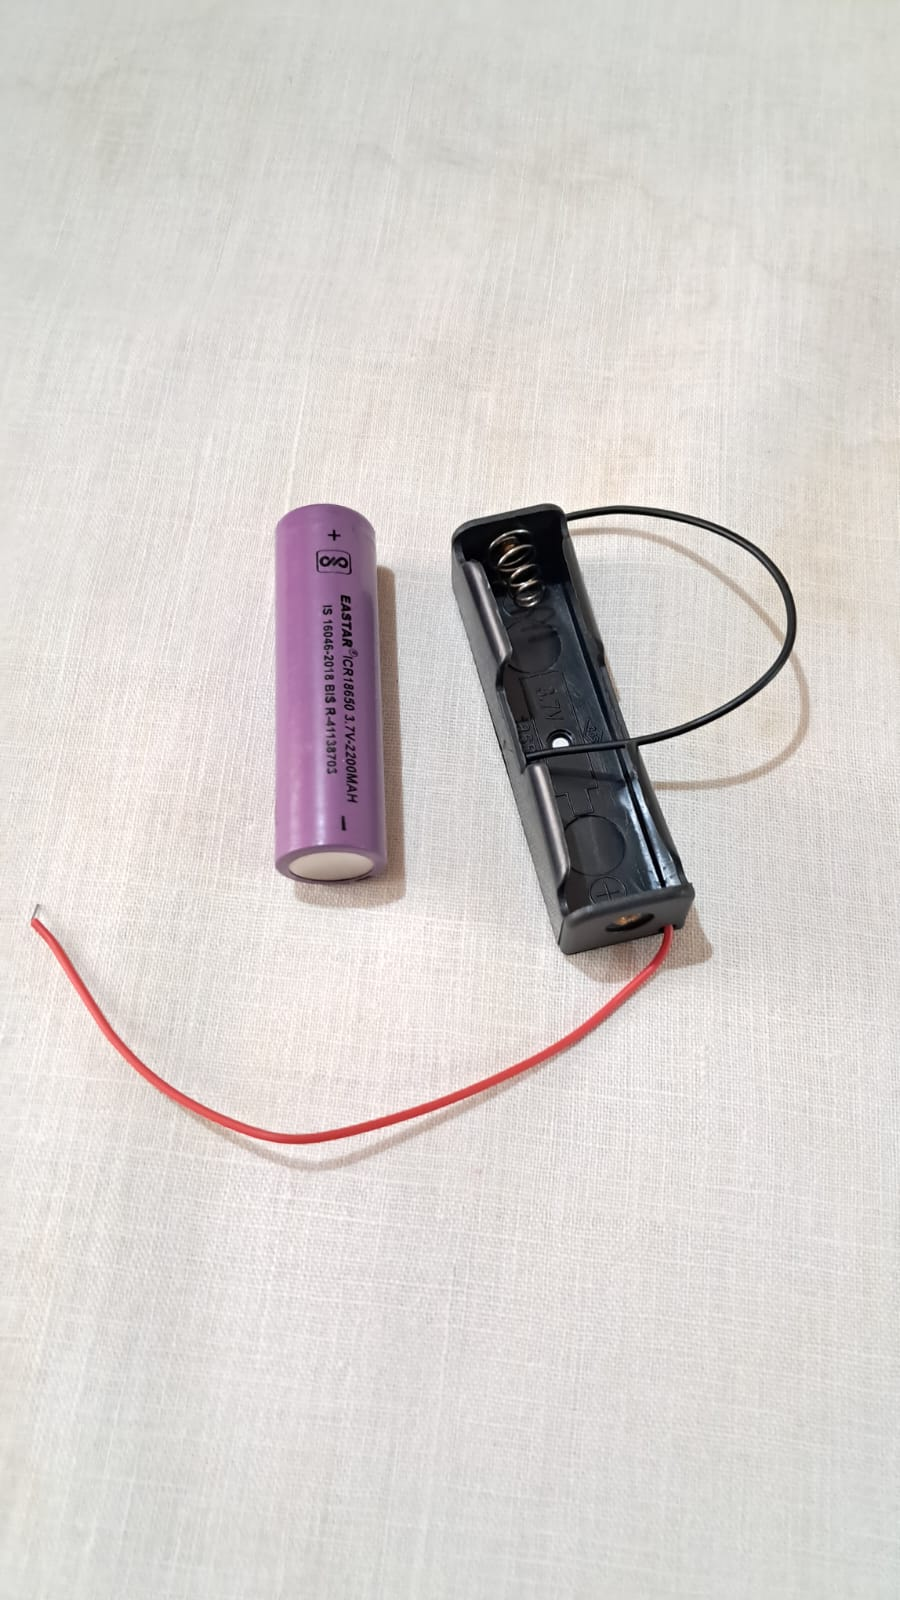 +
EASTAR® ICR18650 3.7V-2200MAH
IS 16046-2018 BIS R-41138703
-
3.7V
+